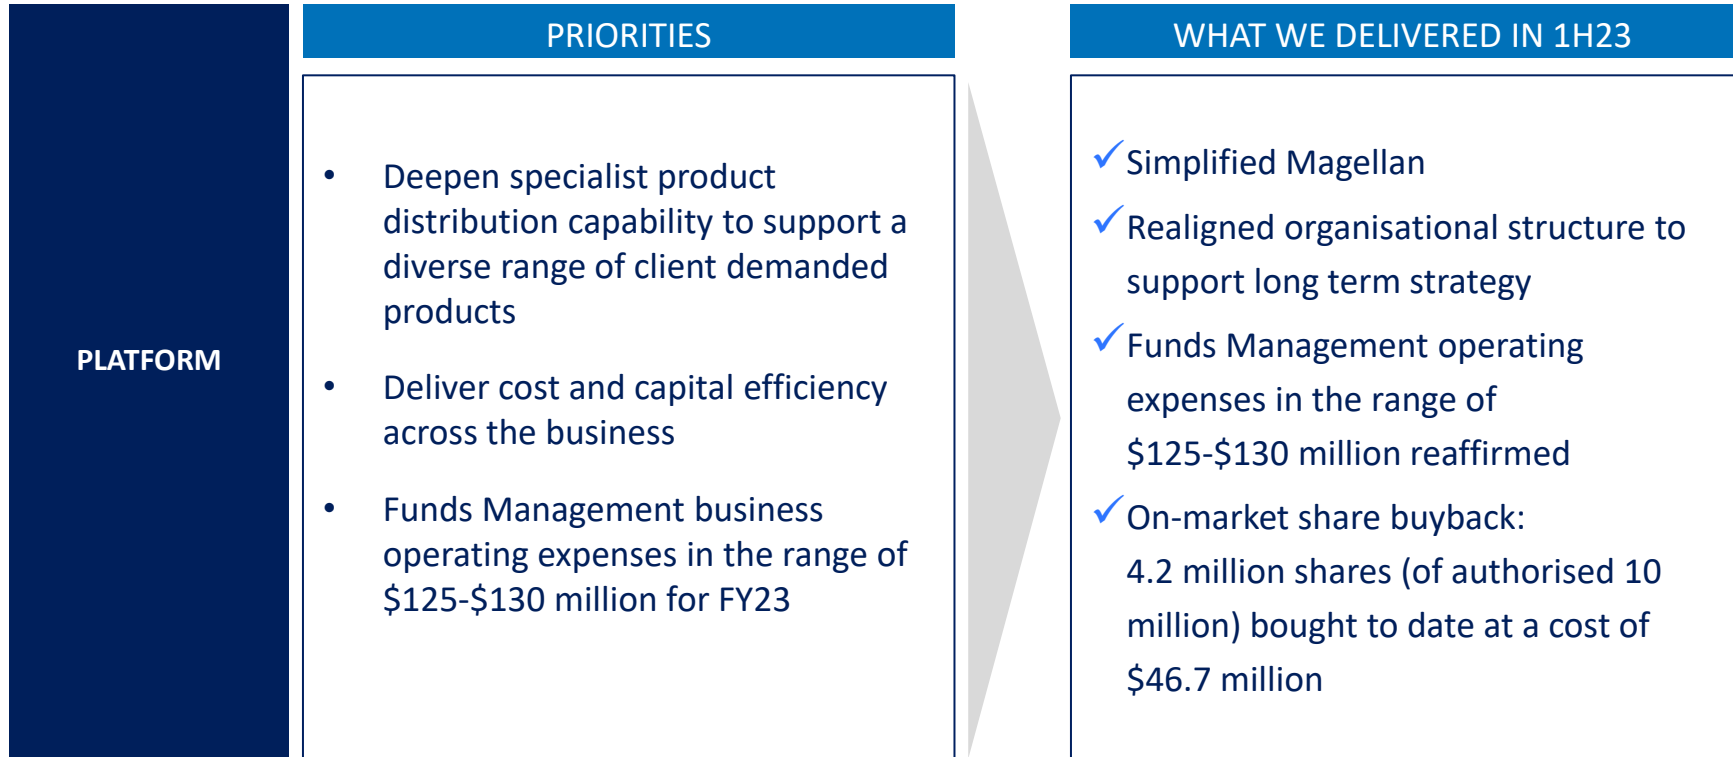 PLATFORM
PRIORITIES
• Deepen specialist product
distribution capability to support a
diverse range of client demanded
products
• Deliver cost and capital efficiency
across the business
• Funds Management business
operating expenses in the range of
$125-$130 million for FY23
WHAT WE DELIVERED IN 1H23
✓ Simplified Magellan
✓ Realigned organisational structure to
support long term strategy
✓ Funds Management operating
expenses in the range of
$125-$130 million reaffirmed
✓ On-market share buyback:
4.2 million shares (of authorised 10
million) bought to date at a cost of
$46.7 million